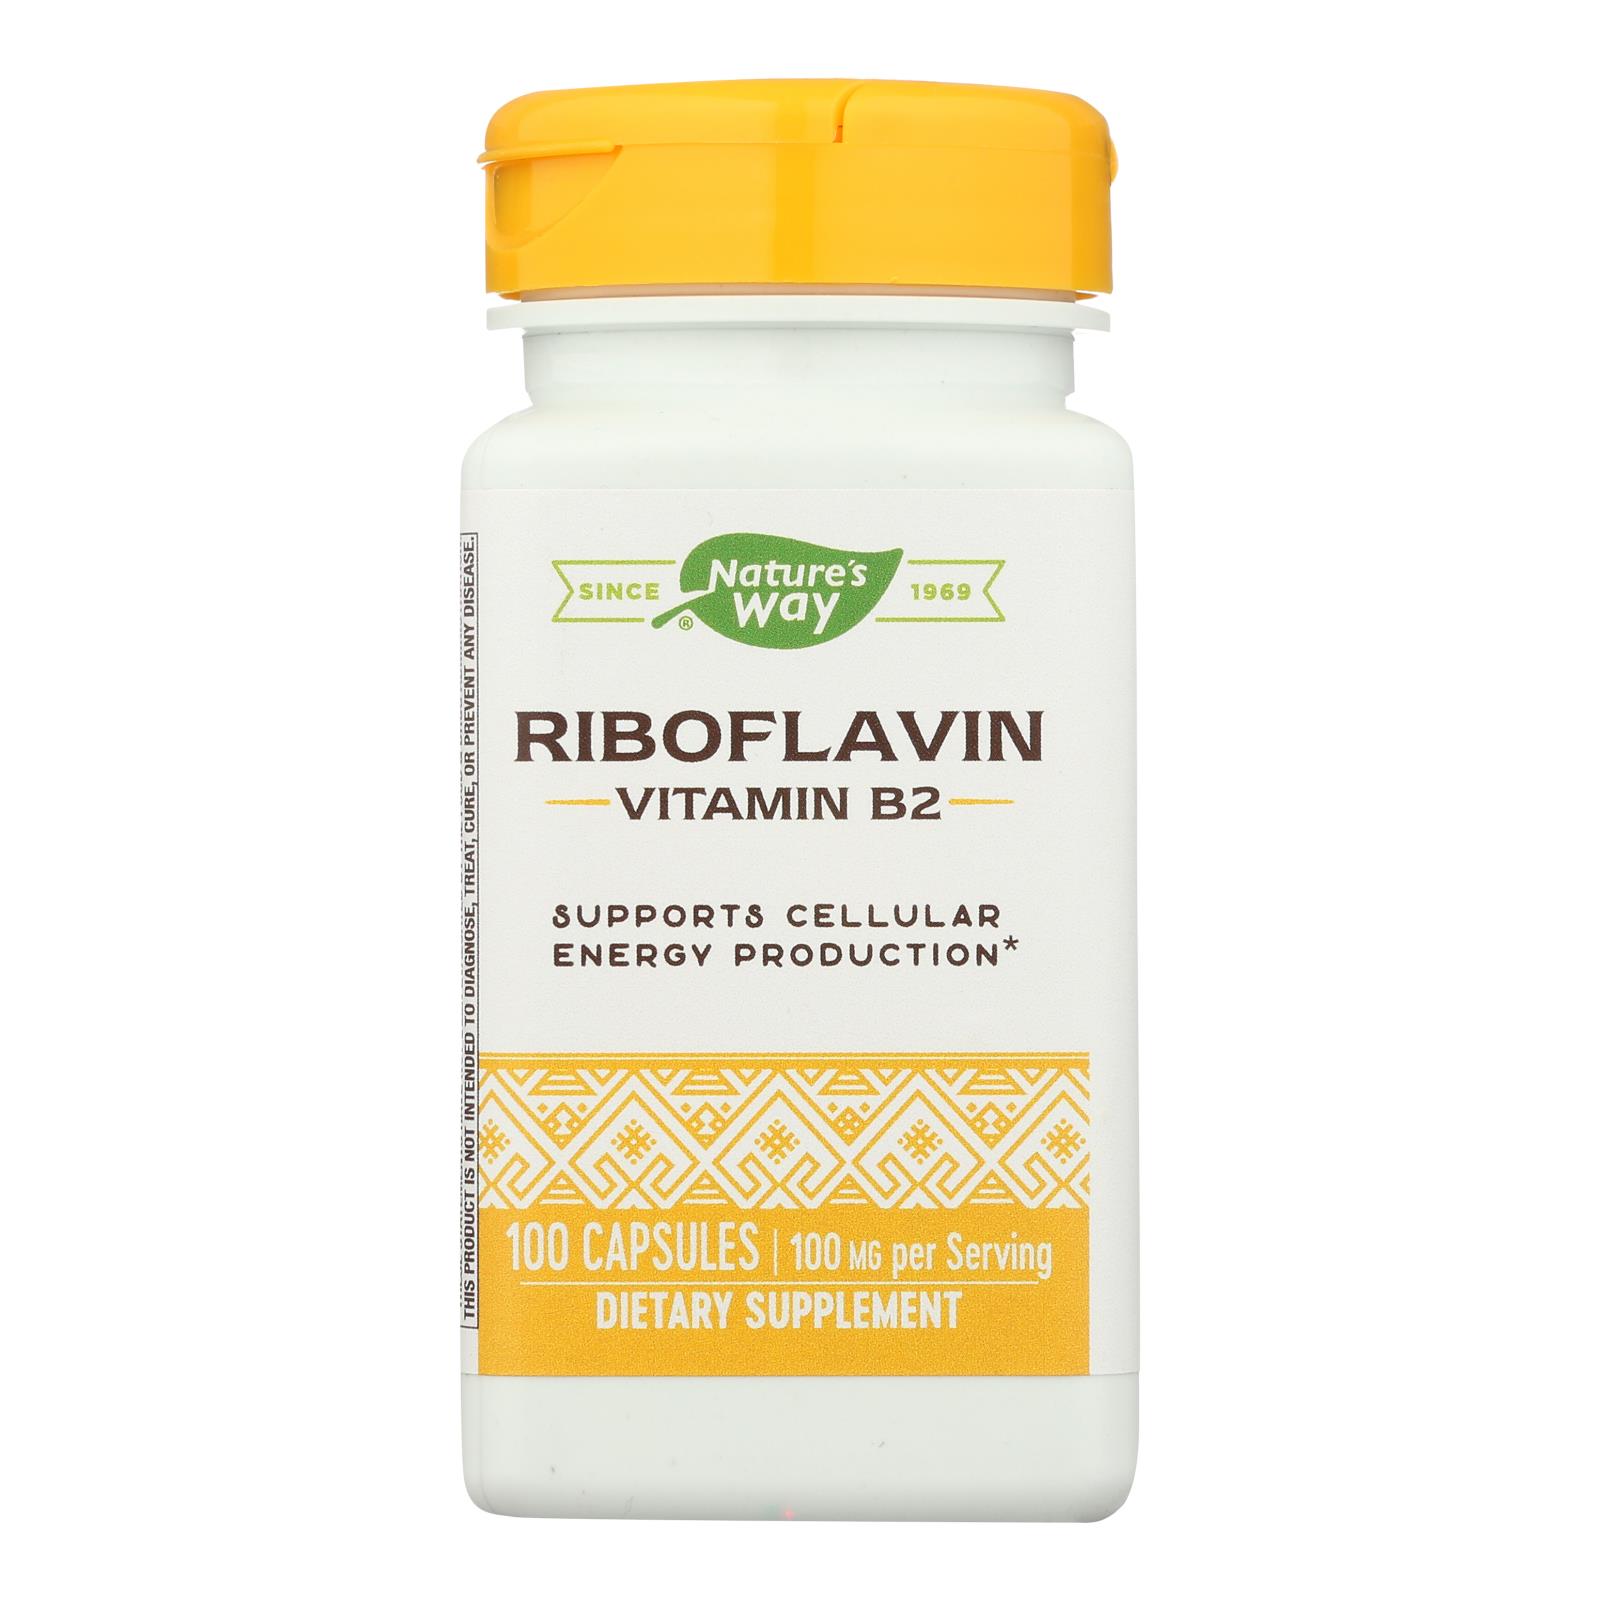 SINCE Nature's Way® 1969
RIBOFLAVIN
VITAMIN B2
SUPPORTS CELLULAR
ENERGY PRODUCTION*
100 CAPSULES | 100 MG per Serving
DIETARY SUPPLEMENT
THIS PRODUCT IS NOT INTENDED TO DIAGNOSE, TREAT, CURE, OR PREVENT ANY DISEASE.